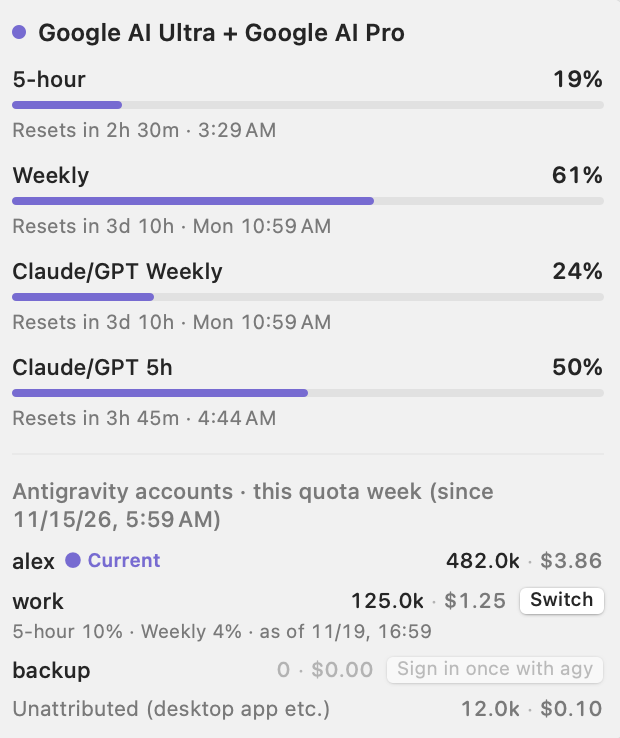 Google AI Ultra + Google AI Pro
5-hour 19%
Resets in 2h 30m · 3:29 AM
Weekly 61%
Resets in 3d 10h · Mon 10:59 AM
Claude/GPT Weekly 24%
Resets in 3d 10h · Mon 10:59 AM
Claude/GPT 5h 50%
Resets in 3h 45m · 4:44 AM
Antigravity accounts · this quota week (since
11/15/26, 5:59 AM)
alex Current 482.0k · $3.86
work 125.0k · $1.25 Switch
5-hour 10% · Weekly 4% · as of 11/19, 16:59
backup 0 · $0.00 Sign in once with agy
Unattributed (desktop app etc.) 12.0k · $0.10